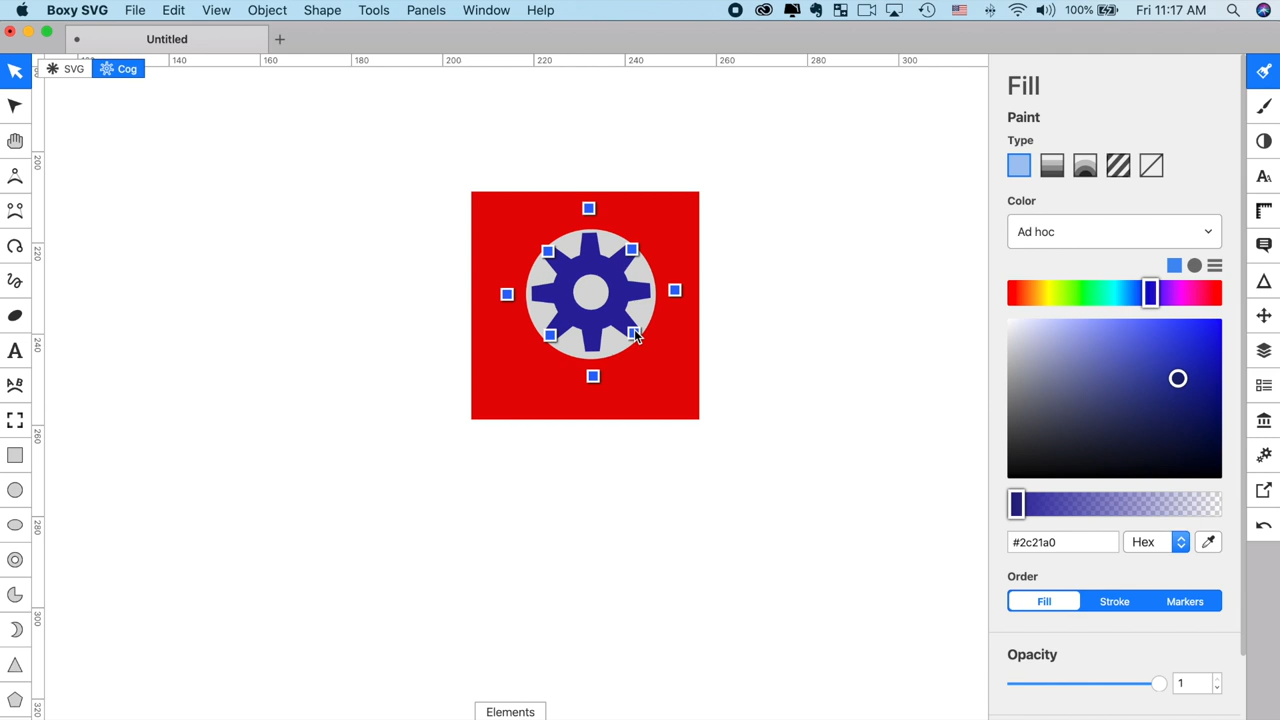 Boxy SVG File Edit View Object Shape Tools Panels Window Help 100% Fri 11:17 AM
Untitled
140 160 180 200 220 240 260 280 300
SVG Cog
Fill
Paint
Type
200
Color
Ad hoc
220
240
260
280
#2c21a0 Hex
Order
Fill Stroke Markers
300
Opacity
1
320
Elements